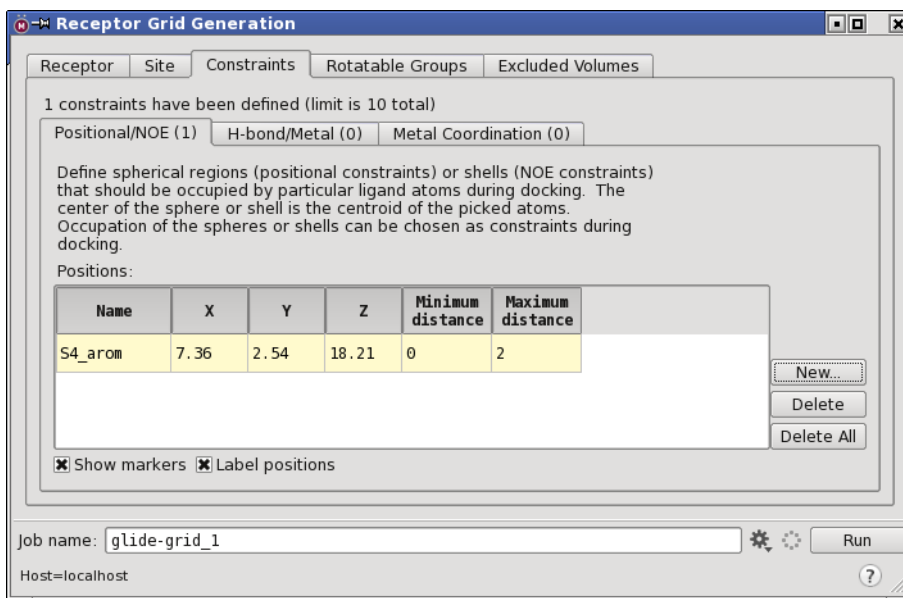 Receptor Grid Generation
Receptor Site Constraints Rotatable Groups Excluded Volumes
1 constraints have been defined (limit is 10 total)
Positional/NOE (1) H-bond/Metal (0) Metal Coordination (0)
Define spherical regions (positional constraints) or shells (NOE constraints)
that should be occupied by particular ligand atoms during docking. The
center of the sphere or shell is the centroid of the picked atoms.
Occupation of the spheres or shells can be chosen as constraints during
docking.
Positions:
Name X Y Z Minimum distance Maximum distance
S4_arom 7.36 2.54 18.21 0 2
New...
Delete
Delete All
Show markers Label positions
Job name: glide-grid_1 Run
Host=localhost ?